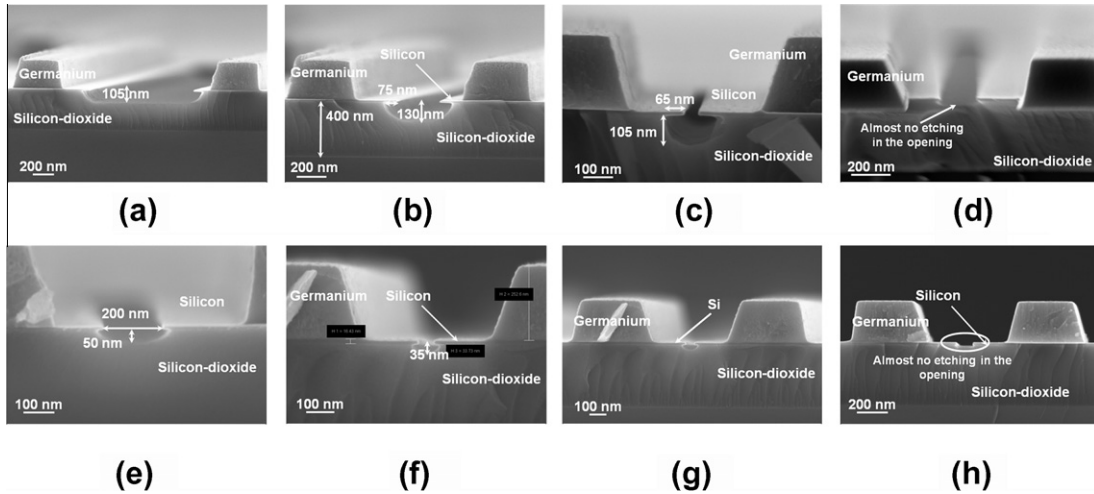 Germanium
105 nm
Silicon-dioxide
200 nm
(a)
Silicon
Germanium
75 nm
400 nm
130 nm
200 nm
(b)
Germanium
65 nm
Silicon
105 nm
Silicon-dioxide
100 nm
(c)
Germanium
Almost no etching
in the opening
Silicon-dioxide
200 nm
(d)
Silicon
200 nm
50 nm
Silicon-dioxide
100 nm
(e)
Germanium
Silicon
35 nm
Silicon-dioxide
100 nm
(f)
Si
Germanium
Silicon-dioxide
100 nm
(g)
Silicon
Germanium
Almost no etching in the
opening
Silicon-dioxide
200 nm
(h)